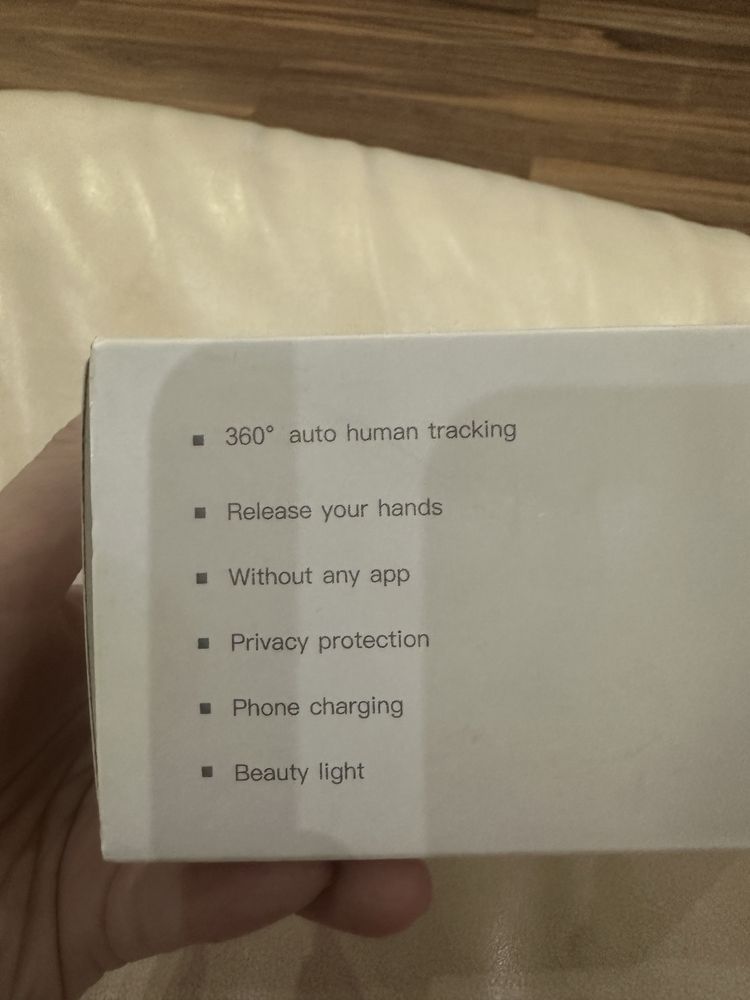 ▪ 360° auto human tracking
▪ Release your hands
▪ Without any app
▪ Privacy protection
▪ Phone charging
▪ Beauty light